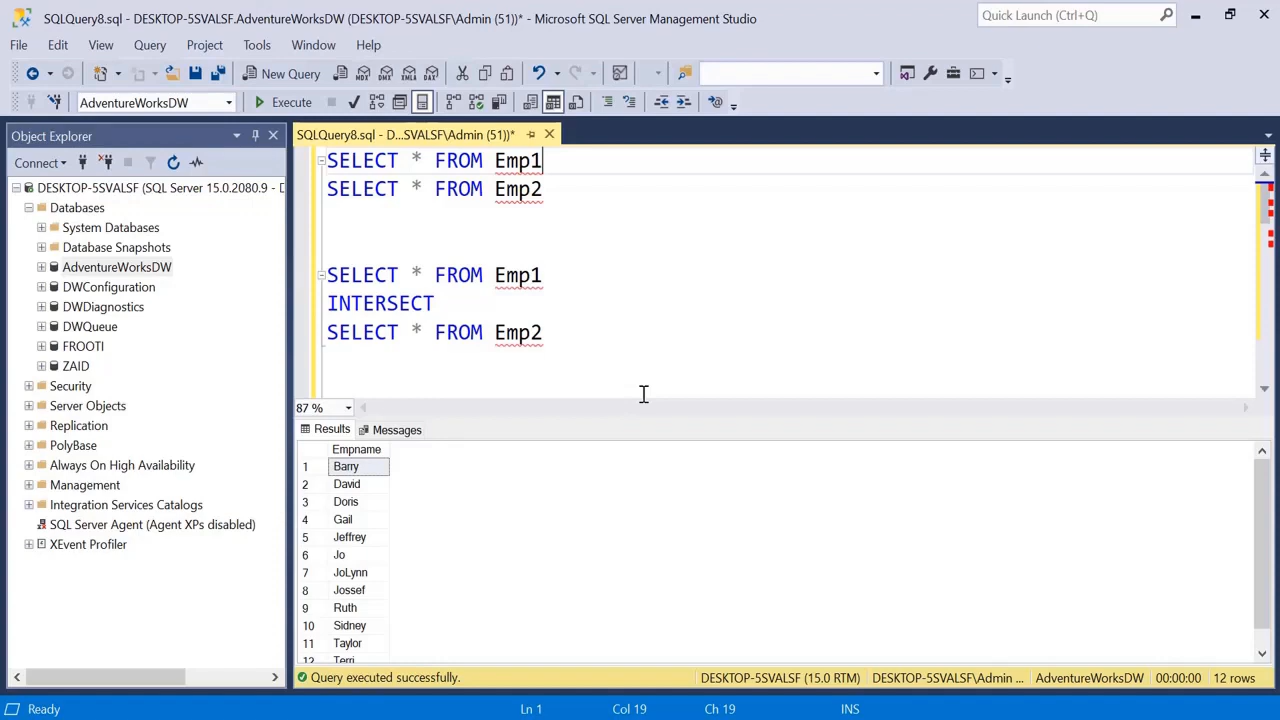 SQLQuery8.sql - DESKTOP-5SVALSF.AdventureWorksDW (DESKTOP-5SVALSF\Admin (51))* - Microsoft SQL Server Management Studio
Quick Launch (Ctrl+Q)
File Edit View Query Project Tools Window Help
New Query MDX DMX XMLA DAX
AdventureWorksDW Execute
Object Explorer
SQLQuery8.sql - D...SVALSF\Admin (51))*
Connect
DESKTOP-5SVALSF (SQL Server 15.0.2080.9 - D
Databases
System Databases
Database Snapshots
AdventureWorksDW
DWConfiguration
DWDiagnostics
DWQueue
FROOTI
ZAID
Security
Server Objects
Replication
PolyBase
Always On High Availability
Management
Integration Services Catalogs
SQL Server Agent (Agent XPs disabled)
XEvent Profiler
SELECT * FROM Emp1
SELECT * FROM Emp2
SELECT * FROM Emp1
INTERSECT
SELECT * FROM Emp2
87 %
Results Messages
Empname
1 Barry
2 David
3 Doris
4 Gail
5 Jeffrey
6 Jo
7 JoLynn
8 Jossef
9 Ruth
10 Sidney
11 Taylor
12 Terri
Query executed successfully. DESKTOP-5SVALSF (15.0 RTM) DESKTOP-5SVALSF\Admin ... AdventureWorksDW 00:00:00 12 rows
Ready Ln 1 Col 19 Ch 19 INS